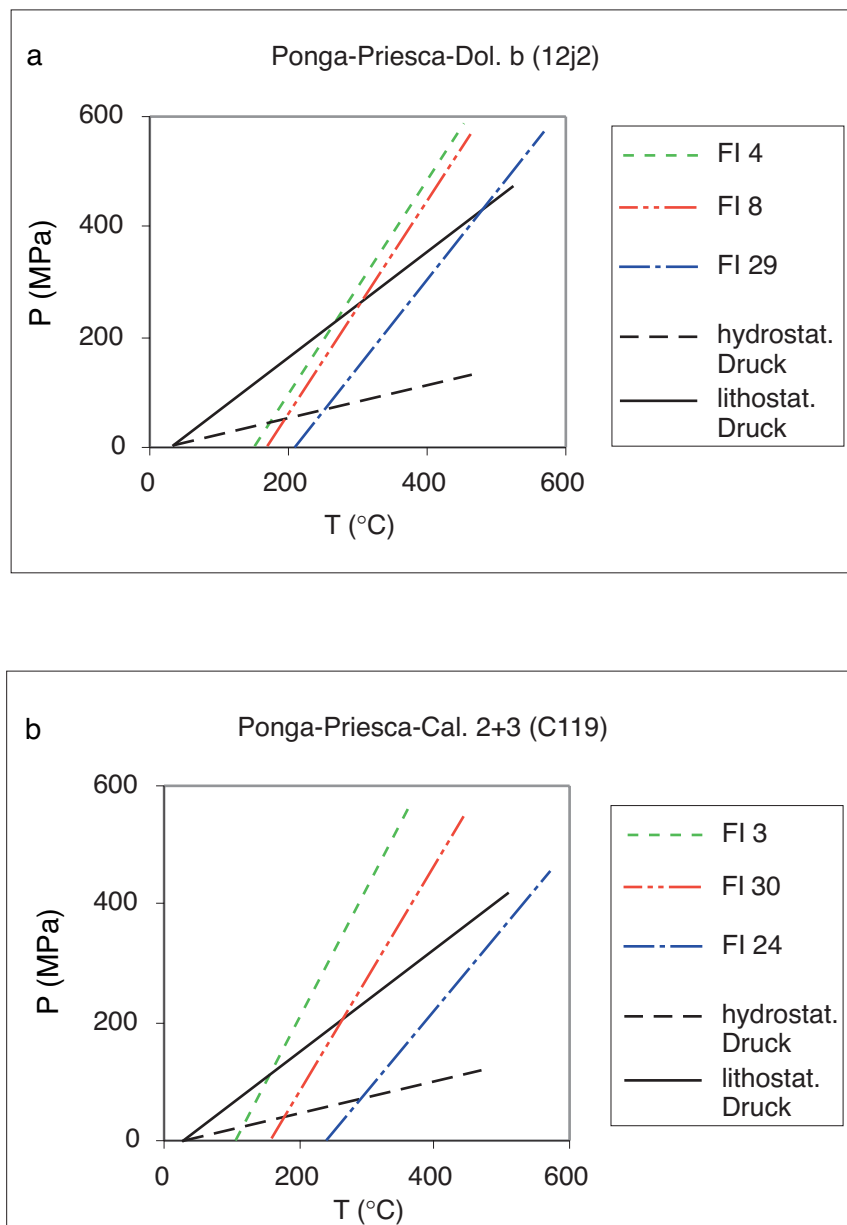 a
Ponga-Priesca-Dol. b (12j2)
600
400
200
0
P (MPa)
0
200
400
600
T (°C)
FI 4
FI 8
FI 29
hydrostat.
Druck
lithostat.
Druck
b
Ponga-Priesca-Cal. 2+3 (C119)
600
400
200
0
P (MPa)
0
200
400
600
T (°C)
FI 3
FI 30
FI 24
hydrostat.
Druck
lithostat.
Druck